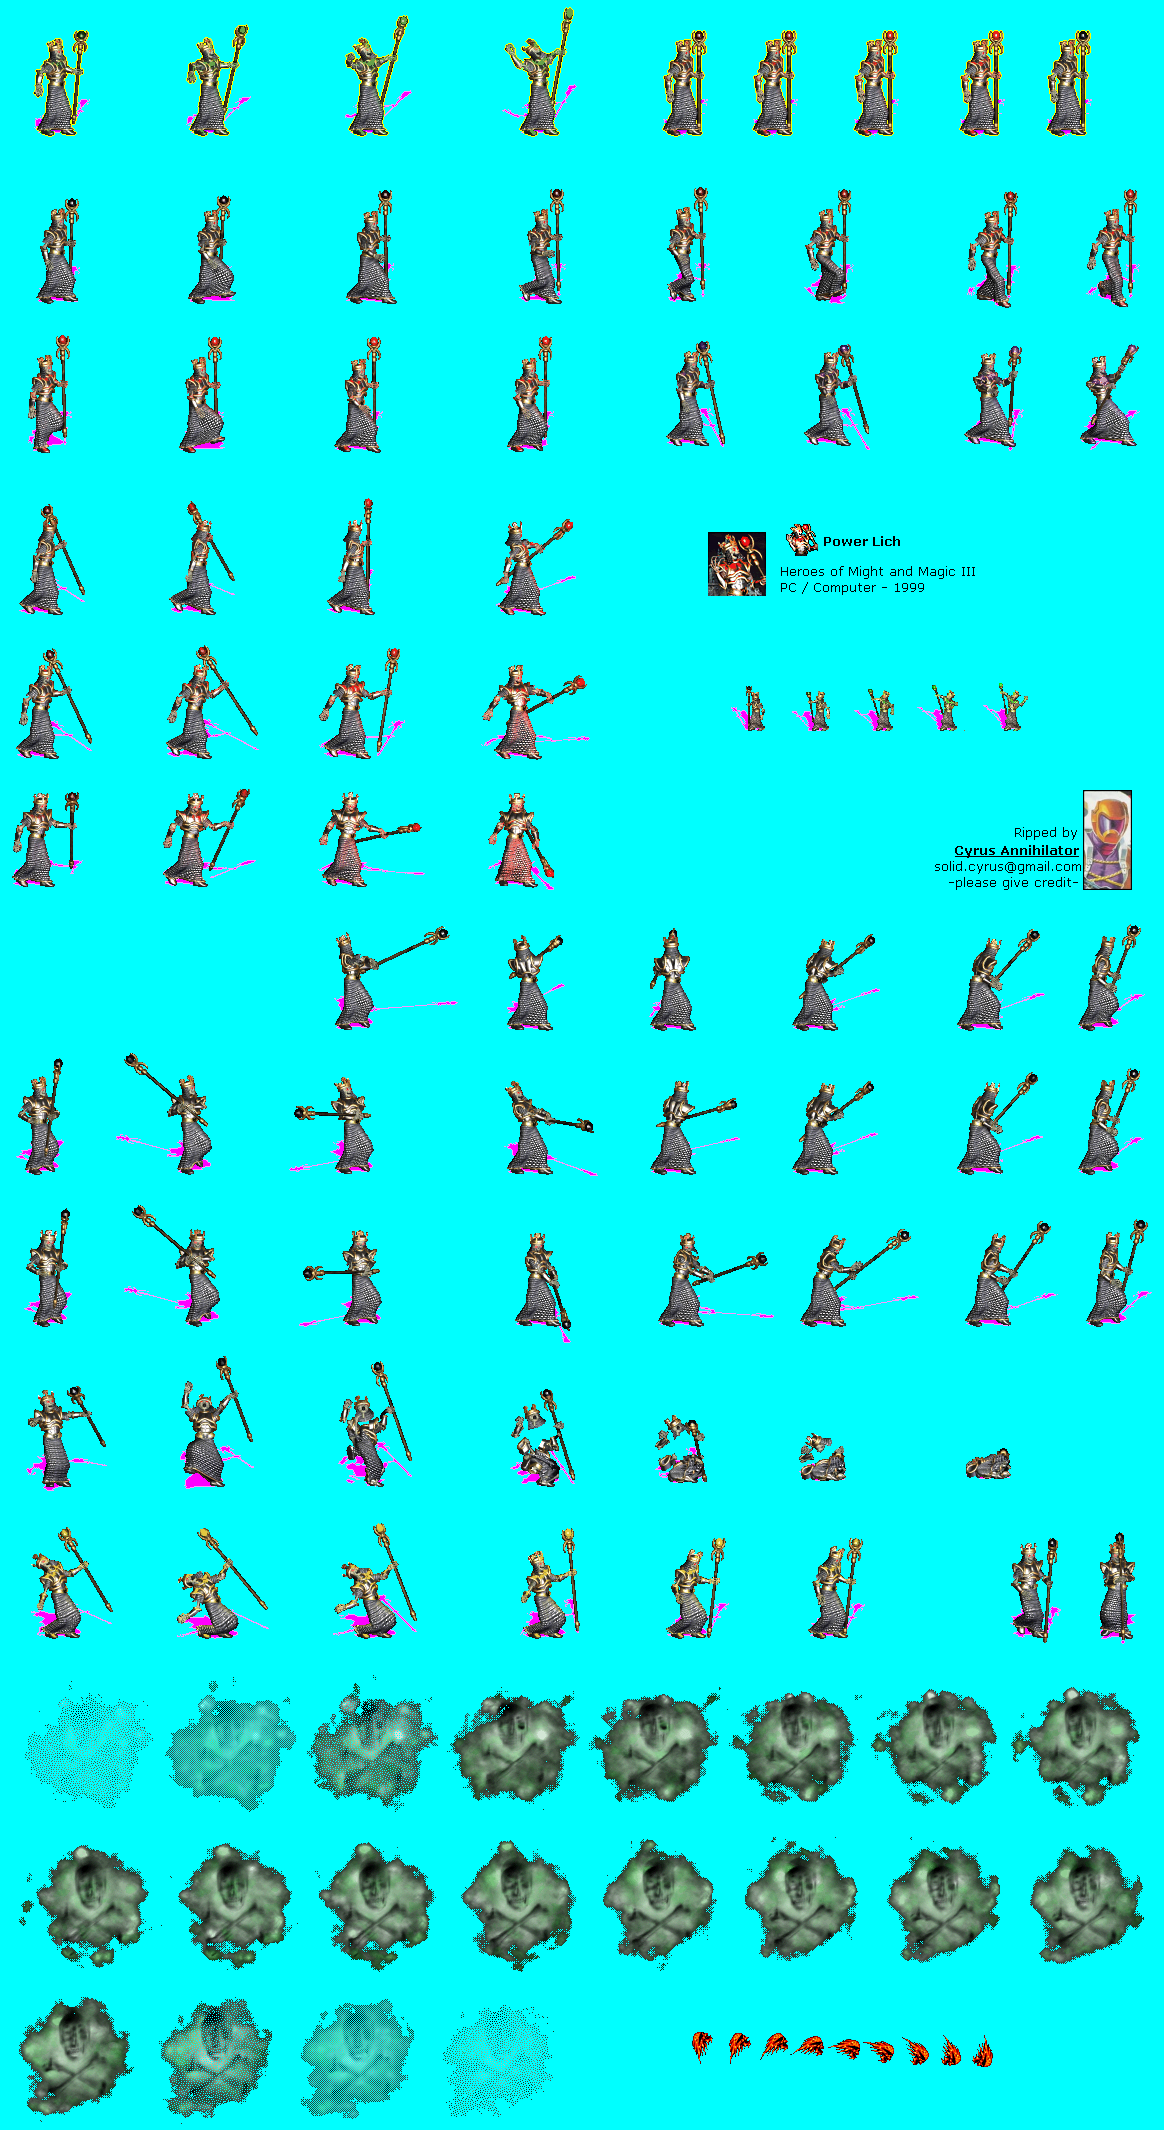 Power Lich
Heroes of Might and Magic III
PC / Computer - 1999
Ripped by
Cyrus Annihilator
solid.cyrus@gmail.com
-please give credit-